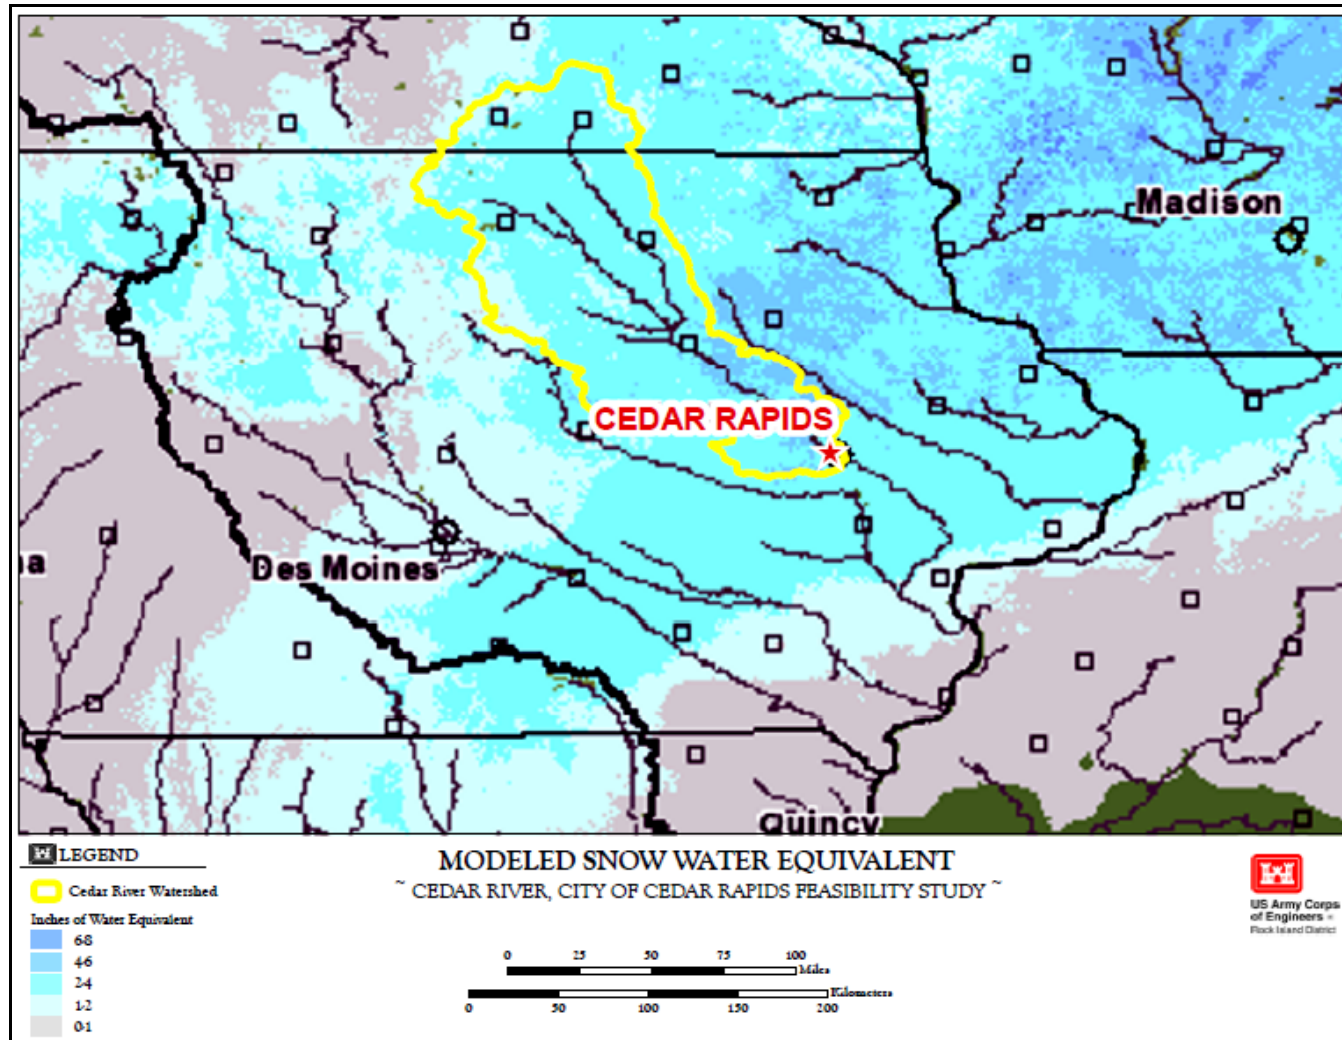 Madison
CEDAR RAPIDS
na
Des Moines
Quincy
LEGEND
Cedar River Watershed
Inches of Water Equivalent
6-8
4-6
2-4
1-2
0-1
MODELED SNOW WATER EQUIVALENT
~ CEDAR RIVER, CITY OF CEDAR RAPIDS FEASIBILITY STUDY ~
0 25 50 75 100
Miles
Kilometers
0 50 100 150 200
US Army Corps
of Engineers ®
Rock Island District